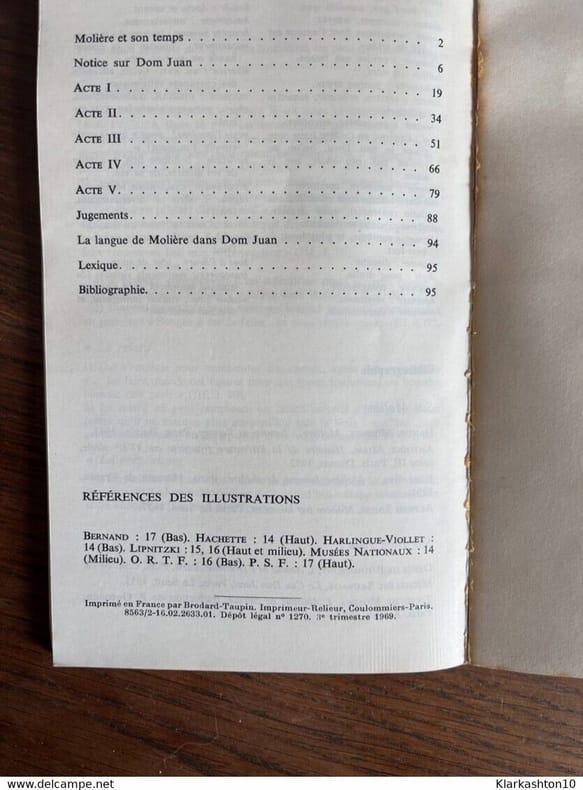 Molière et son temps . . . . . . . . . . . . . . . . . . . . 2
Notice sur Dom Juan . . . . . . . . . . . . . . . . . . . . 6
ACTE I . . . . . . . . . . . . . . . . . . . . 19
ACTE II. . . . . . . . . . . . . . . . . . . . 34
ACTE III . . . . . . . . . . . . . . . . . . . . 51
ACTE IV . . . . . . . . . . . . . . . . . . . . 66
ACTE V. . . . . . . . . . . . . . . . . . . . 79
Jugements. . . . . . . . . . . . . . . . . . . . 88
La langue de Molière dans Dom Juan . . . . . . . . . . . 94
Lexique. . . . . . . . . . . . . . . . . . . . 95
Bibliographie. . . . . . . . . . . . . . . . . . . . 95
RÉFÉRENCES DES ILLUSTRATIONS
BERNAND : 17 (Bas). HACHETTE : 14 (Haut). HARLINGUE-VIOLLET :
14 (Bas). LIPNITZKI : 15, 16 (Haut et milieu). MUSÉES NATIONAUX : 14
(Milieu). O. R. T. F. : 16 (Bas). P. S. F. : 17 (Haut).
Imprimé en France par Brodard-Taupin. Imprimeur-Relieur, Coulommiers-Paris.
8563/2-16.02.2633.01. Dépôt légal nº 1270. 3e trimestre 1969.
www.delcampe.net
Klarkashton10